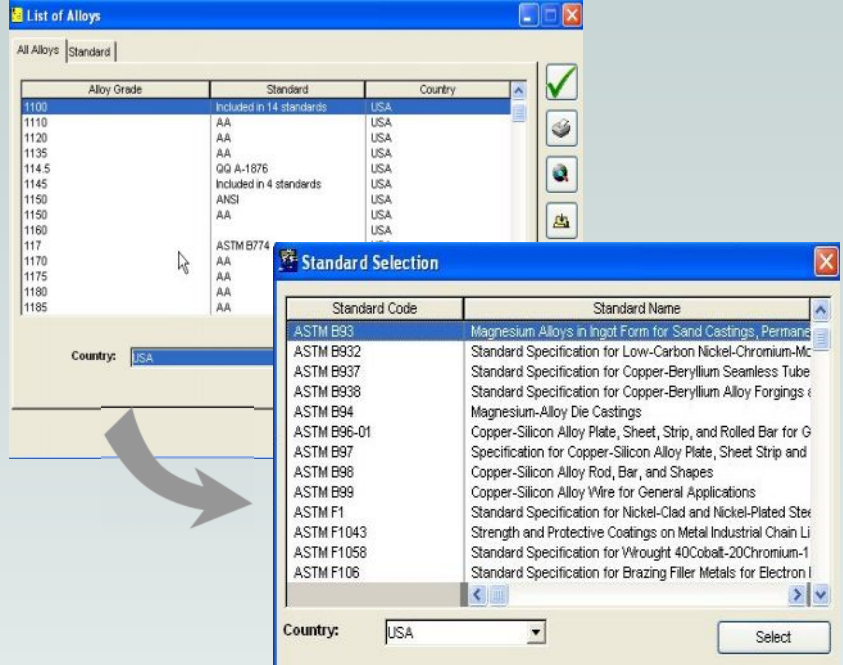 List of Alloys
All Alloys Standard
Alloy Grade Standard Country
1100 Included in 14 standards USA
1110 AA USA
1120 AA USA
1135 AA USA
114.5 QQ A-1876 USA
1145 Included in 4 standards USA
1150 ANSI USA
1150 AA USA
1160 USA
117 ASTM B774
1170 AA
1175 AA
1180 AA
1185 AA
Country: USA
Standard Selection
Standard Code Standard Name
ASTM B93 Magnesium Alloys in Ingot Form for Sand Castings, Permane
ASTM B932 Standard Specification for Low-Carbon Nickel-Chromium-Mo
ASTM B937 Standard Specification for Copper-Beryllium Seamless Tube
ASTM B938 Standard Specification for Copper-Beryllium Alloy Forgings
ASTM B94 Magnesium-Alloy Die Castings
ASTM B96-01 Copper-Silicon Alloy Plate, Sheet, Strip, and Rolled Bar for G
ASTM B97 Specification for Copper-Silicon Alloy Plate, Sheet Strip and
ASTM B98 Copper-Silicon Alloy Rod, Bar, and Shapes
ASTM B99 Copper-Silicon Alloy Wire for General Applications
ASTM F1 Standard Specification for Nickel-Clad and Nickel-Plated Stee
ASTM F1043 Strength and Protective Coatings on Metal Industrial Chain Li
ASTM F1058 Standard Specification for Wrought 40Cobalt-20Chromium-1
ASTM F106 Standard Specification for Brazing Filler Metals for Electron
Country: USA
Select